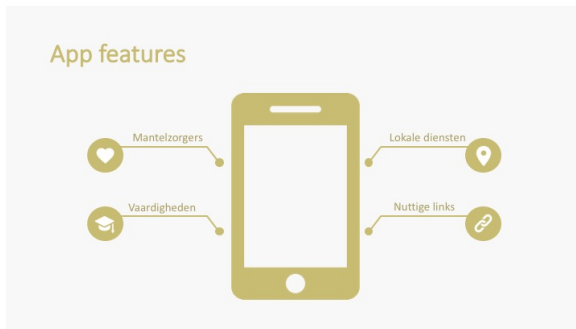 App features
Mantelzorgers
Lokale diensten
Vaardigheden
Nuttige links